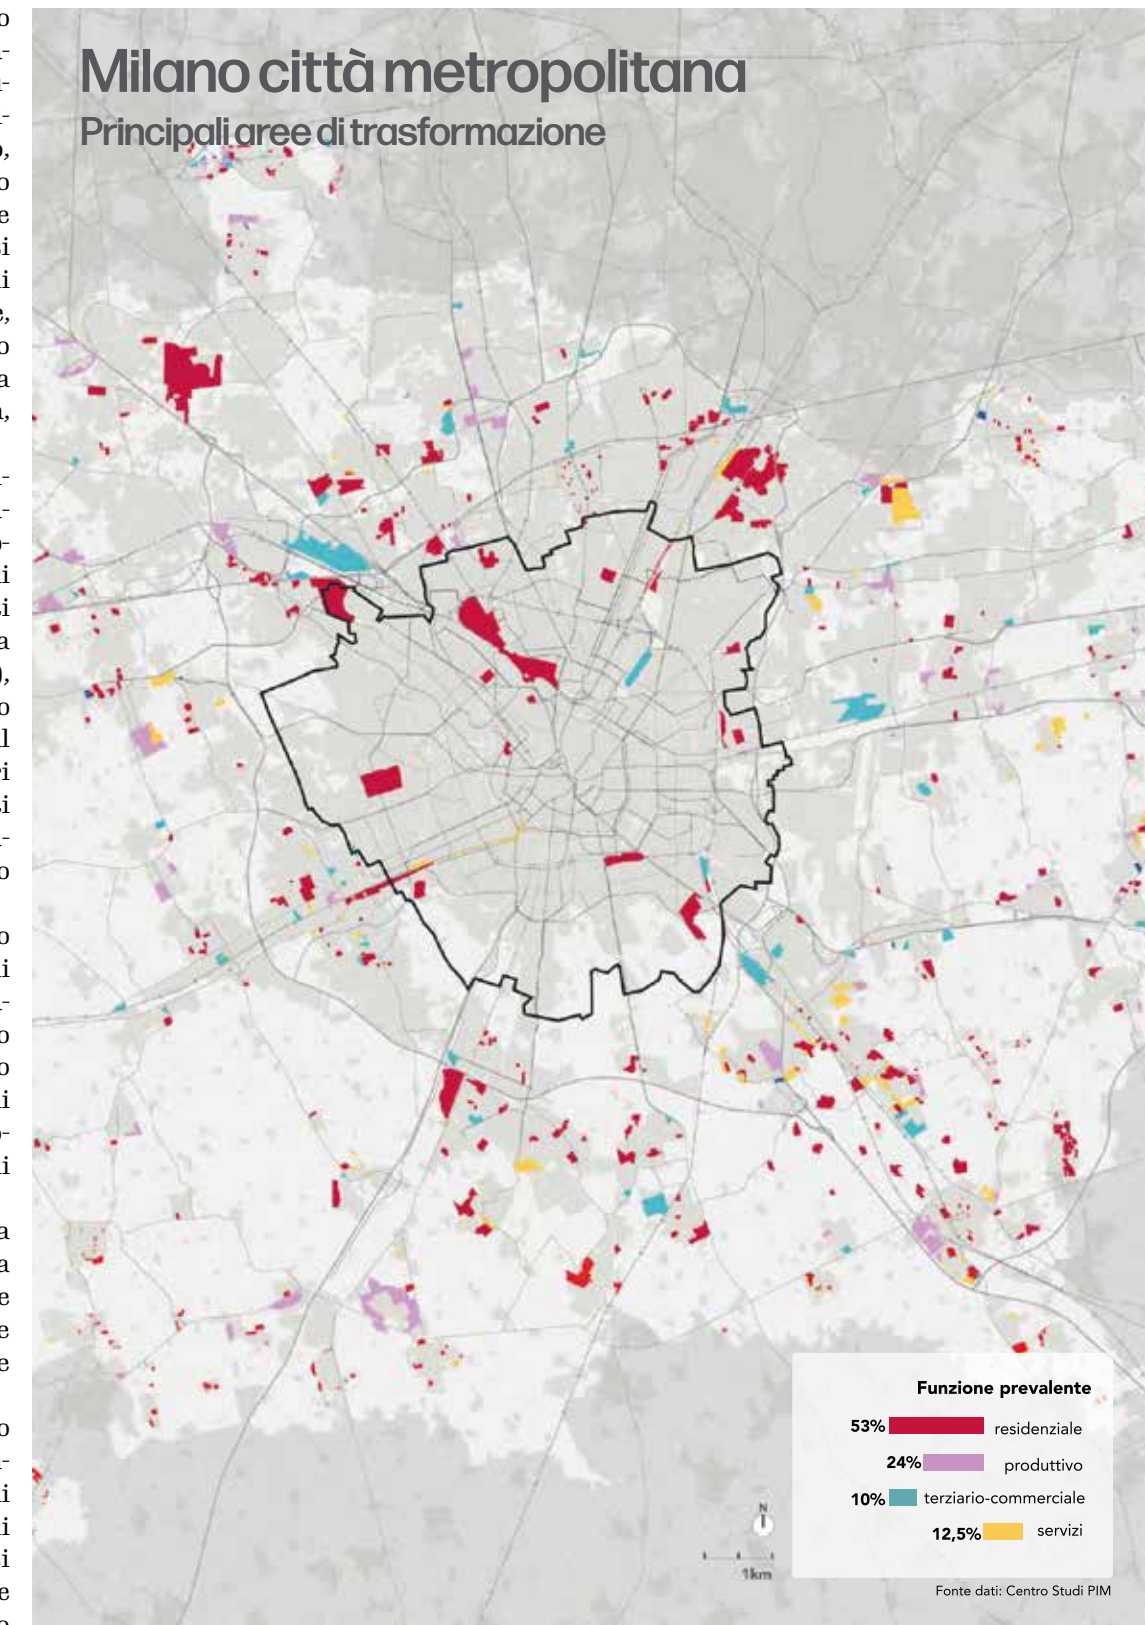 Milano città metropolitana
Principali aree di trasformazione
Funzione prevalente
53% residenziale
24% produttivo
10% terziario-commerciale
12,5% servizi
N
1km
Fonte dati: Centro Studi PIM